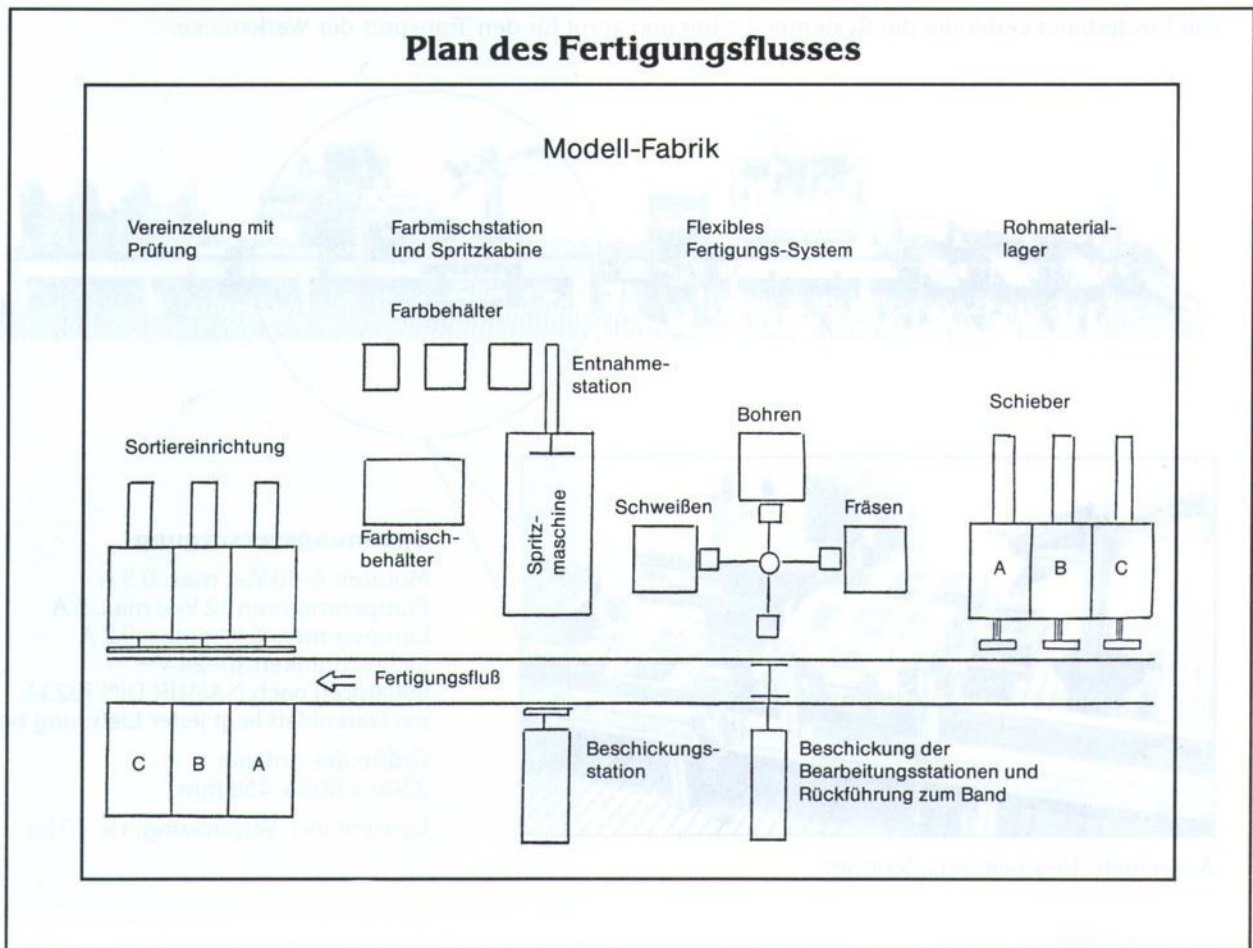 Plan des Fertigungsflusses
Modell-Fabrik
Vereinzelung mit
Prüfung
Farbmischstation
und Spritzkabine
Flexibles
Fertigungs-System
Rohmaterial-
lager
Farbbehälter
Entnahme-
station
Schieber
Bohren
Sortiereinrichtung
Schweißen
Fräsen
Farbmisch-
behälter
Spritz-
maschine
A B C
Fertigungsfluß
C B A
Beschickungs-
station
Beschickung der
Bearbeitungsstationen und
Rückführung zum Band